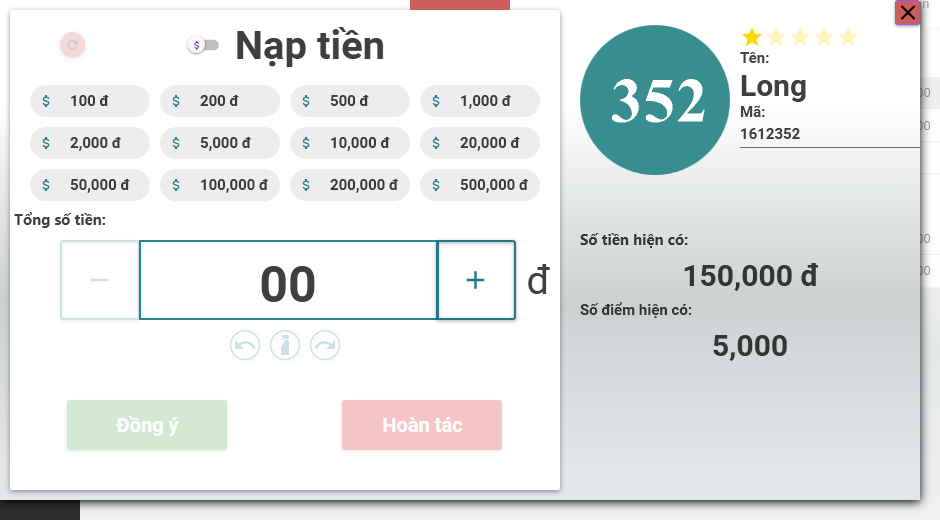 Nạp tiền
$ 100 đ $ 200 đ $ 500 đ $ 1,000 đ
$ 2,000 đ $ 5,000 đ $ 10,000 đ $ 20,000 đ
$ 50,000 đ $ 100,000 đ $ 200,000 đ $ 500,000 đ
Tổng số tiền:
00 đ
Đồng ý Hoàn tác
352
Tên:
Long
Mã:
1612352
Số tiền hiện có:
150,000 đ
Số điểm hiện có:
5,000